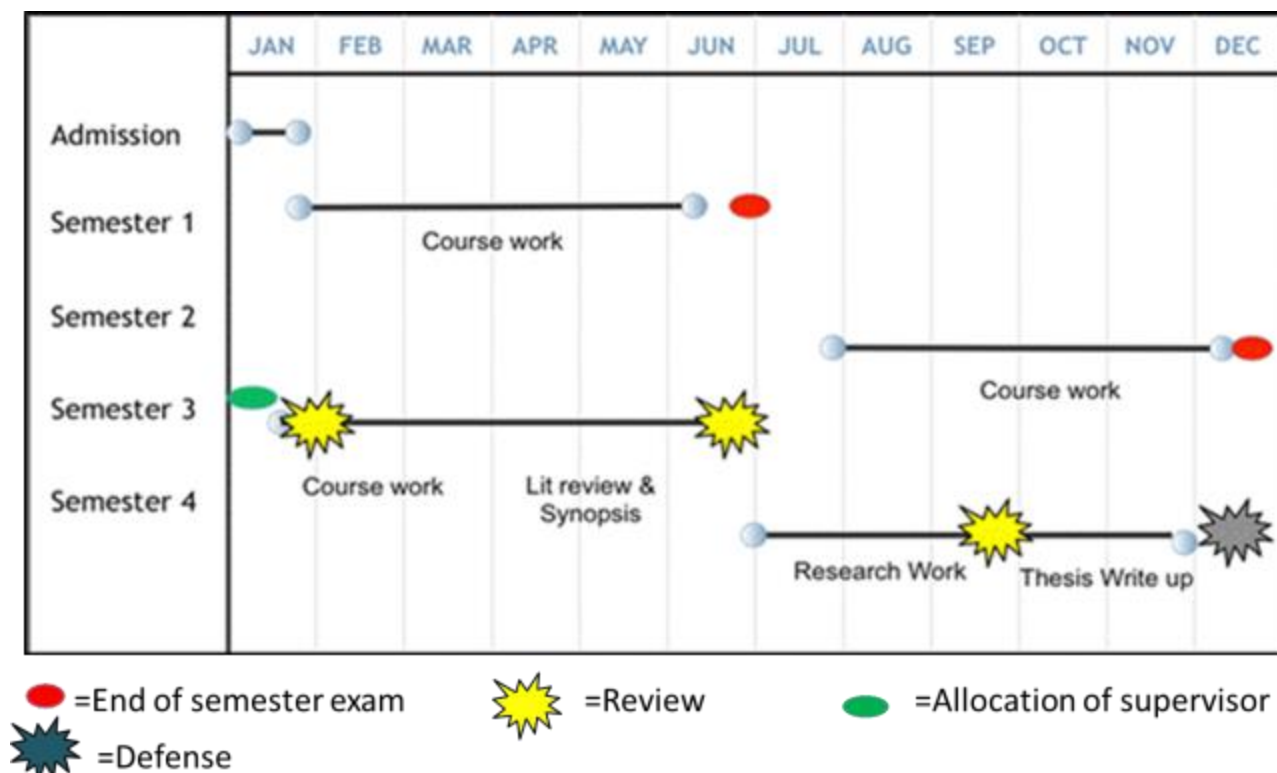 JAN FEB MAR APR MAY JUN JUL AUG SEP OCT NOV DEC
Admission
Semester 1
Course work
Semester 2
Course work
Semester 3
Course work
Lit review &
Synopsis
Semester 4
Research Work
Thesis Write up
=End of semester exam
=Review
=Allocation of supervisor
=Defense